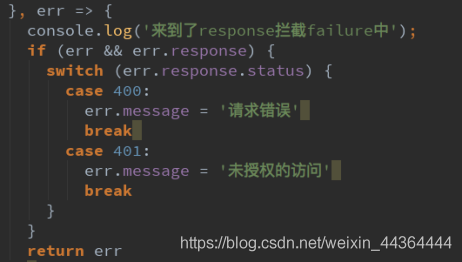 }, err => {
console.log('来到了response拦截failure中');
if (err && err.response) {
switch (err.response.status) {
case 400:
err.message = '请求错误'
break
case 401:
err.message = '未授权的访问'
break
}
}
return err
https://blog.csdn.net/weixin_44364444